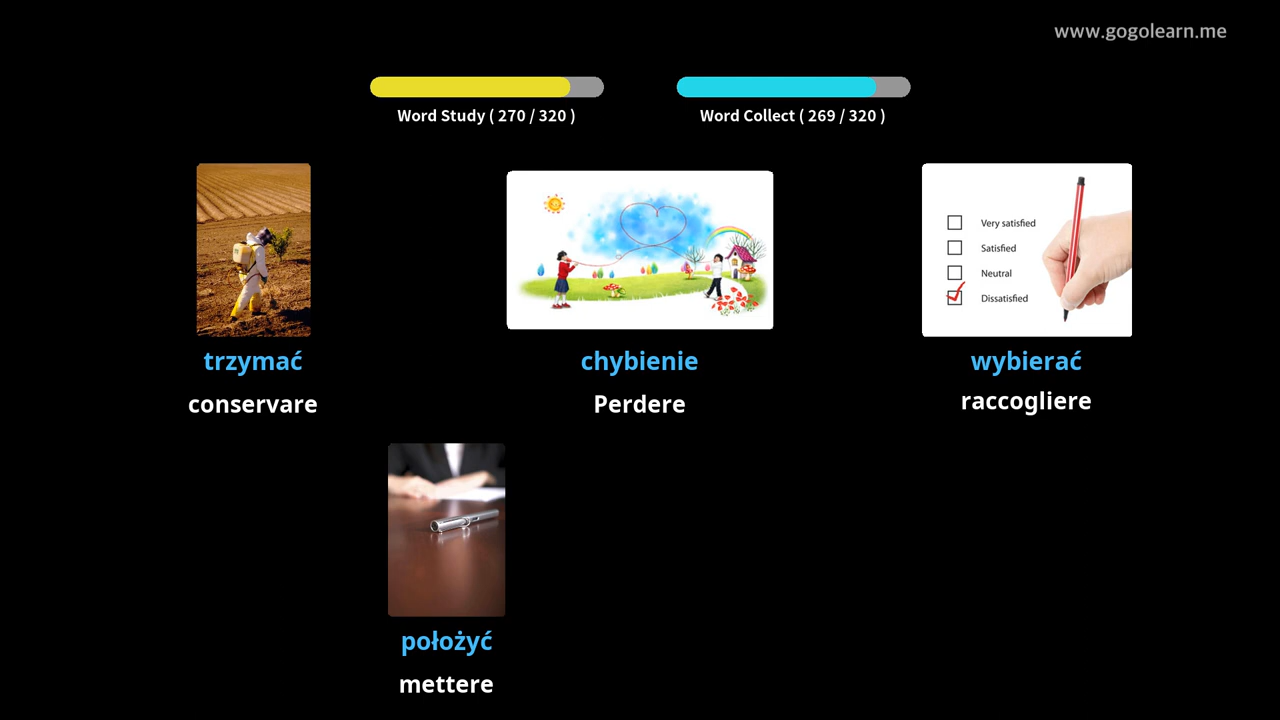 www.gogolearn.me
Word Study ( 270 / 320 )
Word Collect ( 269 / 320 )
Very satisfied
Satisfied
Neutral
Dissatisfied
trzymać
conservare
chybienie
Perdere
wybierać
raccogliere
położyć
mettere